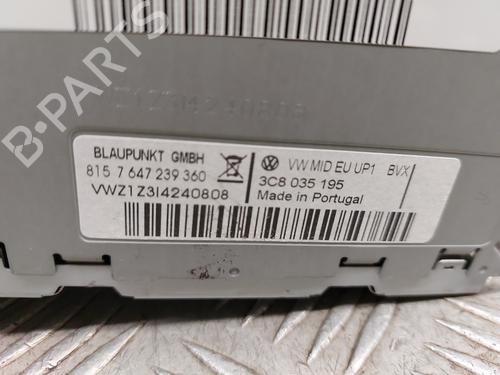 B-PARTS
VWZ1Z3I4240808
BLAUPUNKT GMBH
815 7 647 239 360
VWZ1Z3I4240808
VW MID EU UP1 BVX
3C8 035 195
Made in Portugal